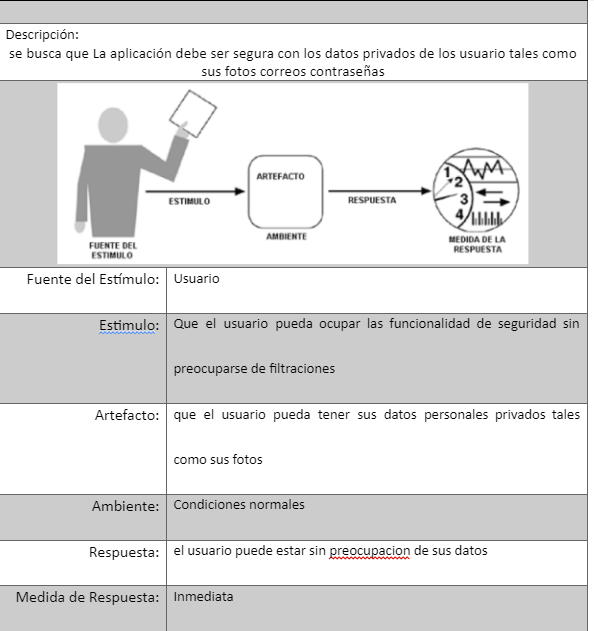 Descripción:
se busca que La aplicación debe ser segura con los datos privados de los usuario tales como
sus fotos correos contraseñas
ARTEFACTO
ESTIMULO
RESPUESTA
1
2
3
4
FUENTE DEL
ESTIMULO
AMBIENTE
MEDIDA DE LA
RESPUESTA
Fuente del Estímulo: Usuario
Estimulo: Que el usuario pueda ocupar las funcionalidad de seguridad sin
preocuparse de filtraciones
Artefacto: que el usuario pueda tener sus datos personales privados tales
como sus fotos
Ambiente: Condiciones normales
Respuesta: el usuario puede estar sin preocupacion de sus datos
Medida de Respuesta: Inmediata